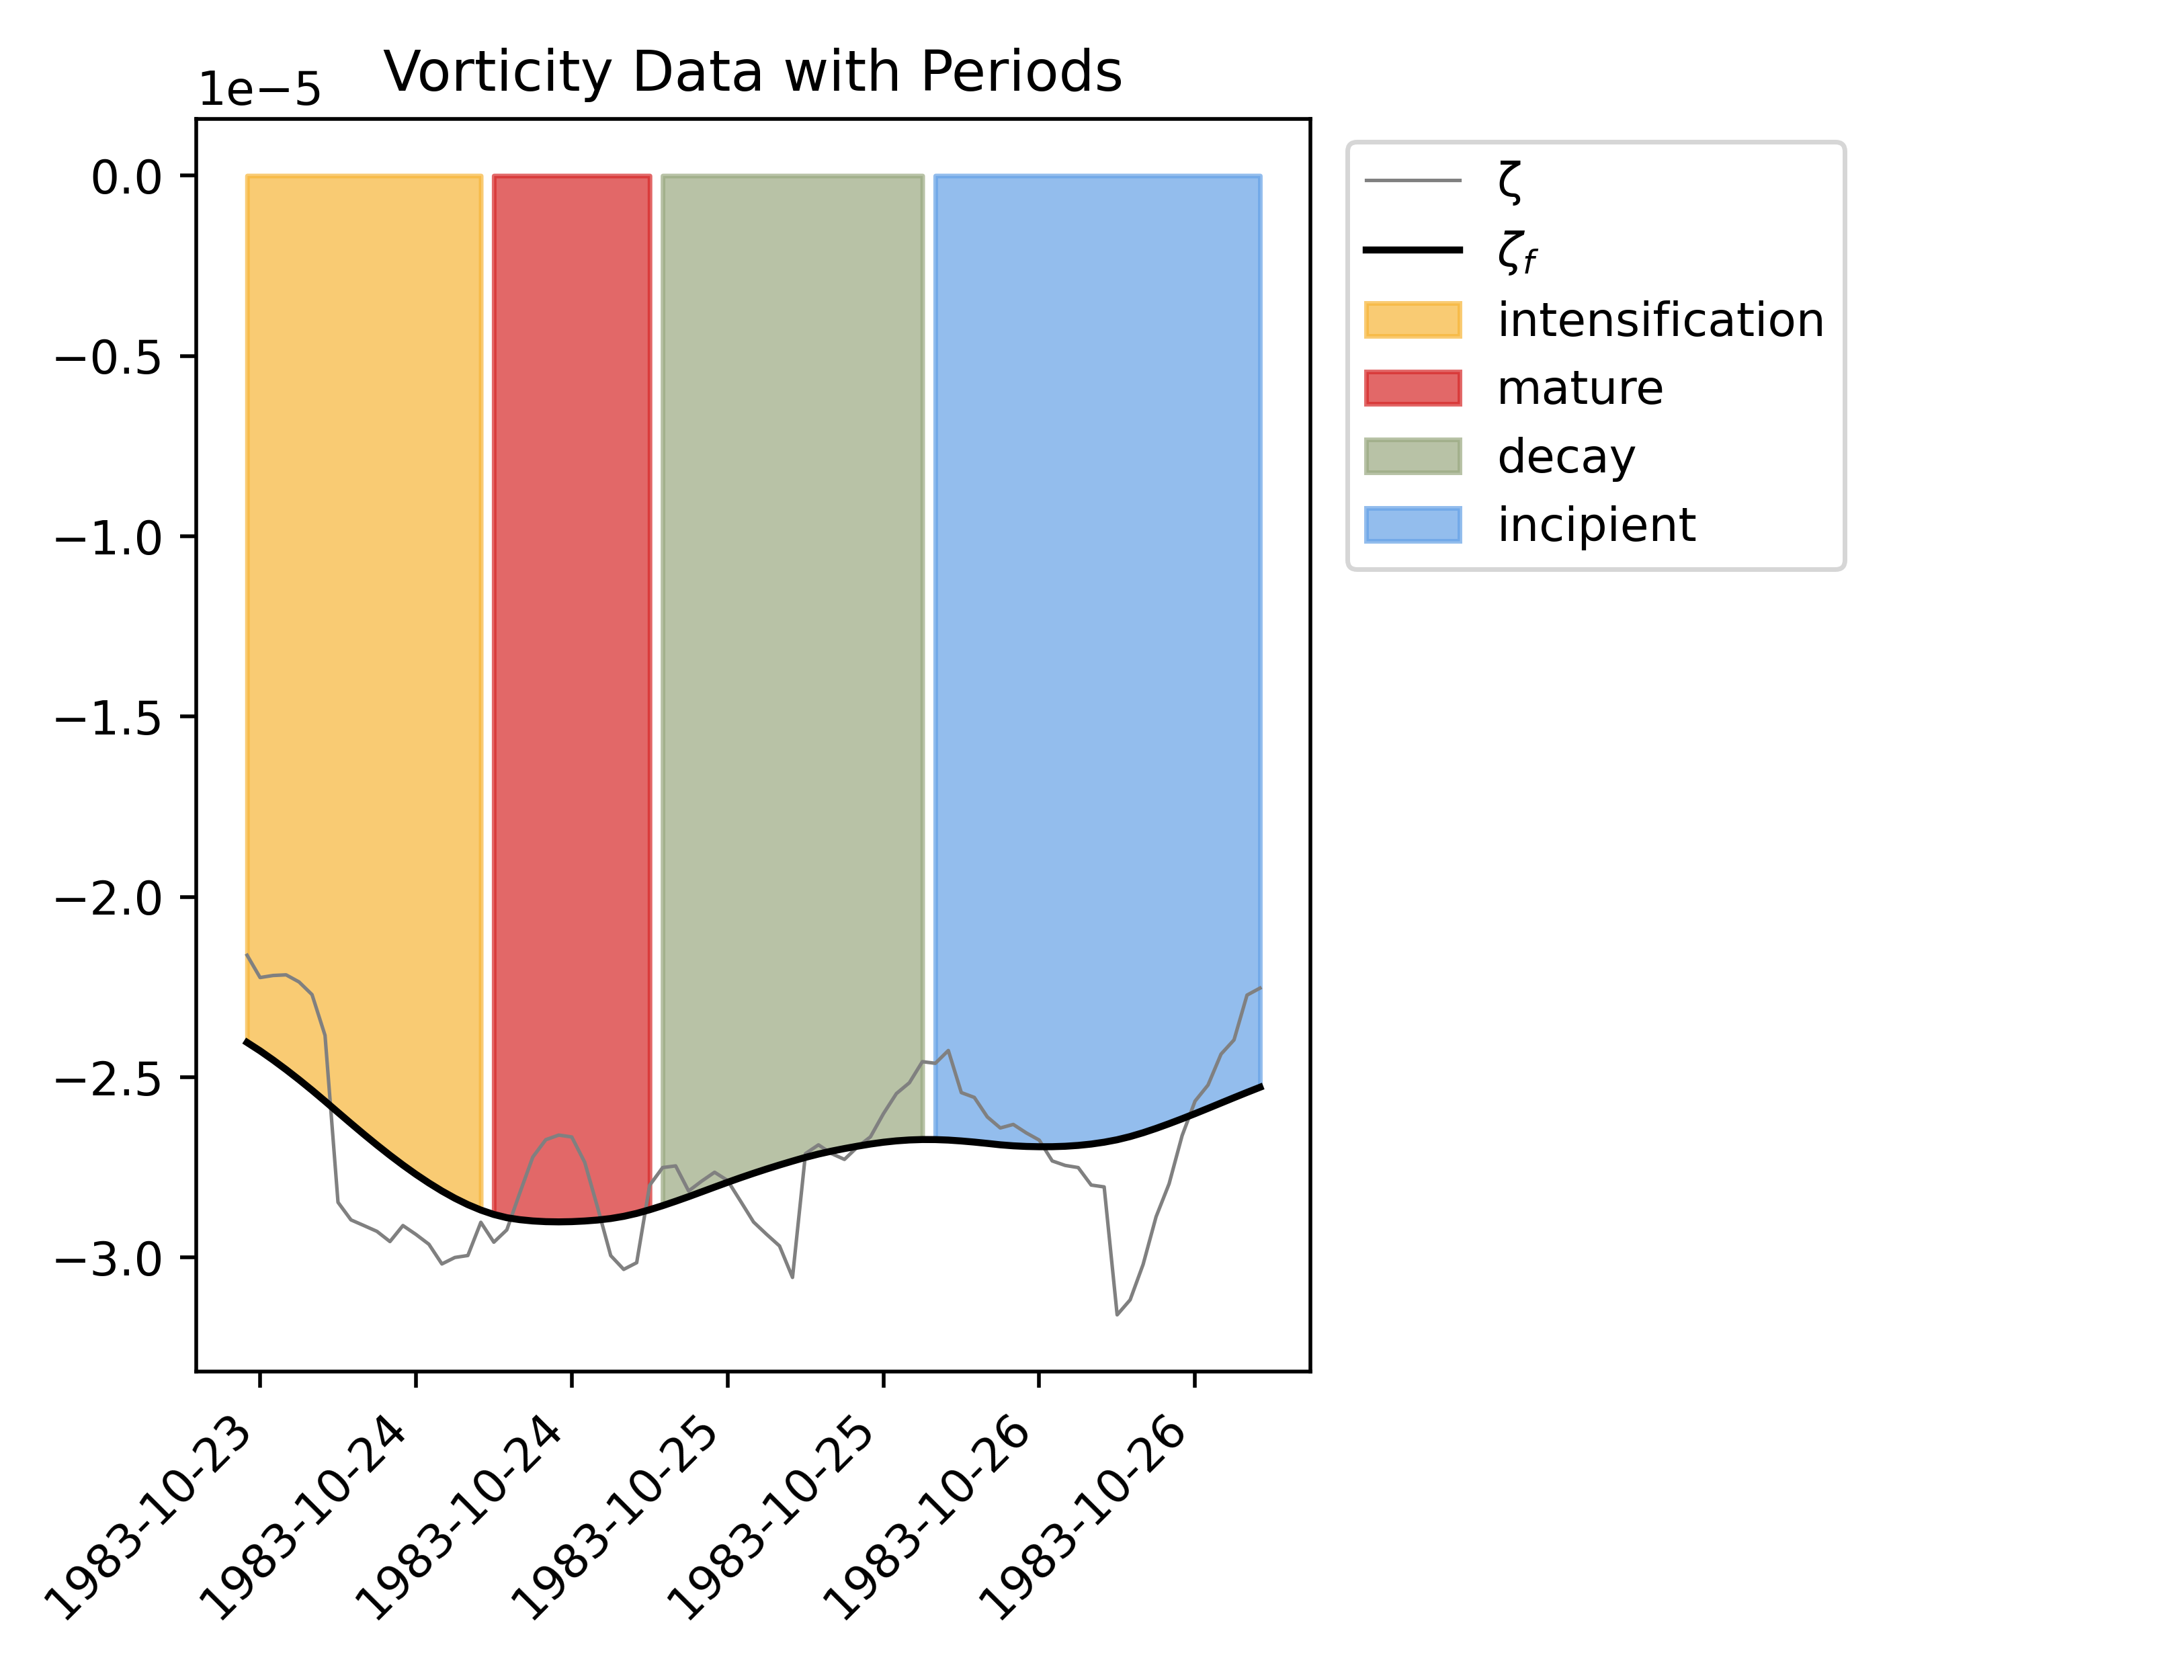 Vorticity Data with Periods
1e−5
0.0
−0.5
−1.0
−1.5
−2.0
−2.5
−3.0
1983-10-23
1983-10-24
1983-10-24
1983-10-25
1983-10-25
1983-10-26
1983-10-26
ζ
ζf
intensification
mature
decay
incipient